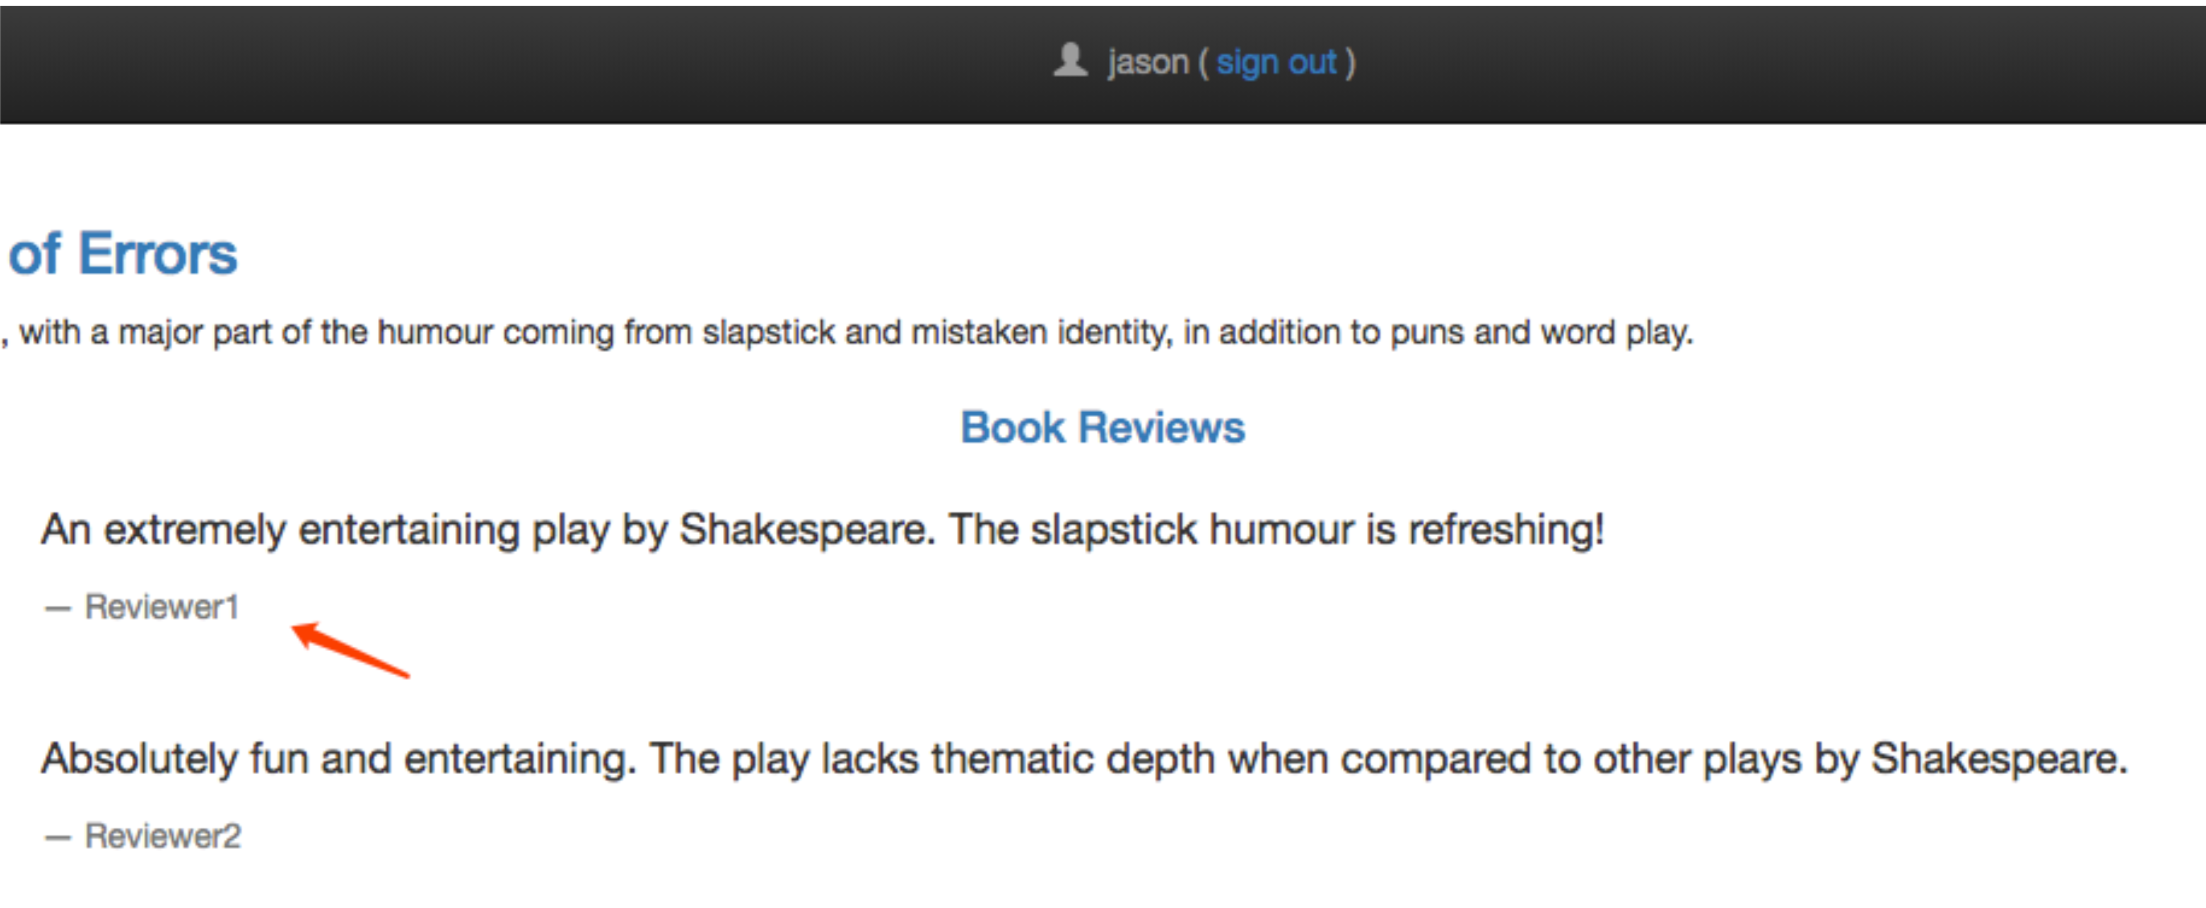 jason ( sign out )
of Errors
, with a major part of the humour coming from slapstick and mistaken identity, in addition to puns and word play.
Book Reviews
An extremely entertaining play by Shakespeare. The slapstick humour is refreshing!
— Reviewer1
Absolutely fun and entertaining. The play lacks thematic depth when compared to other plays by Shakespeare.
— Reviewer2